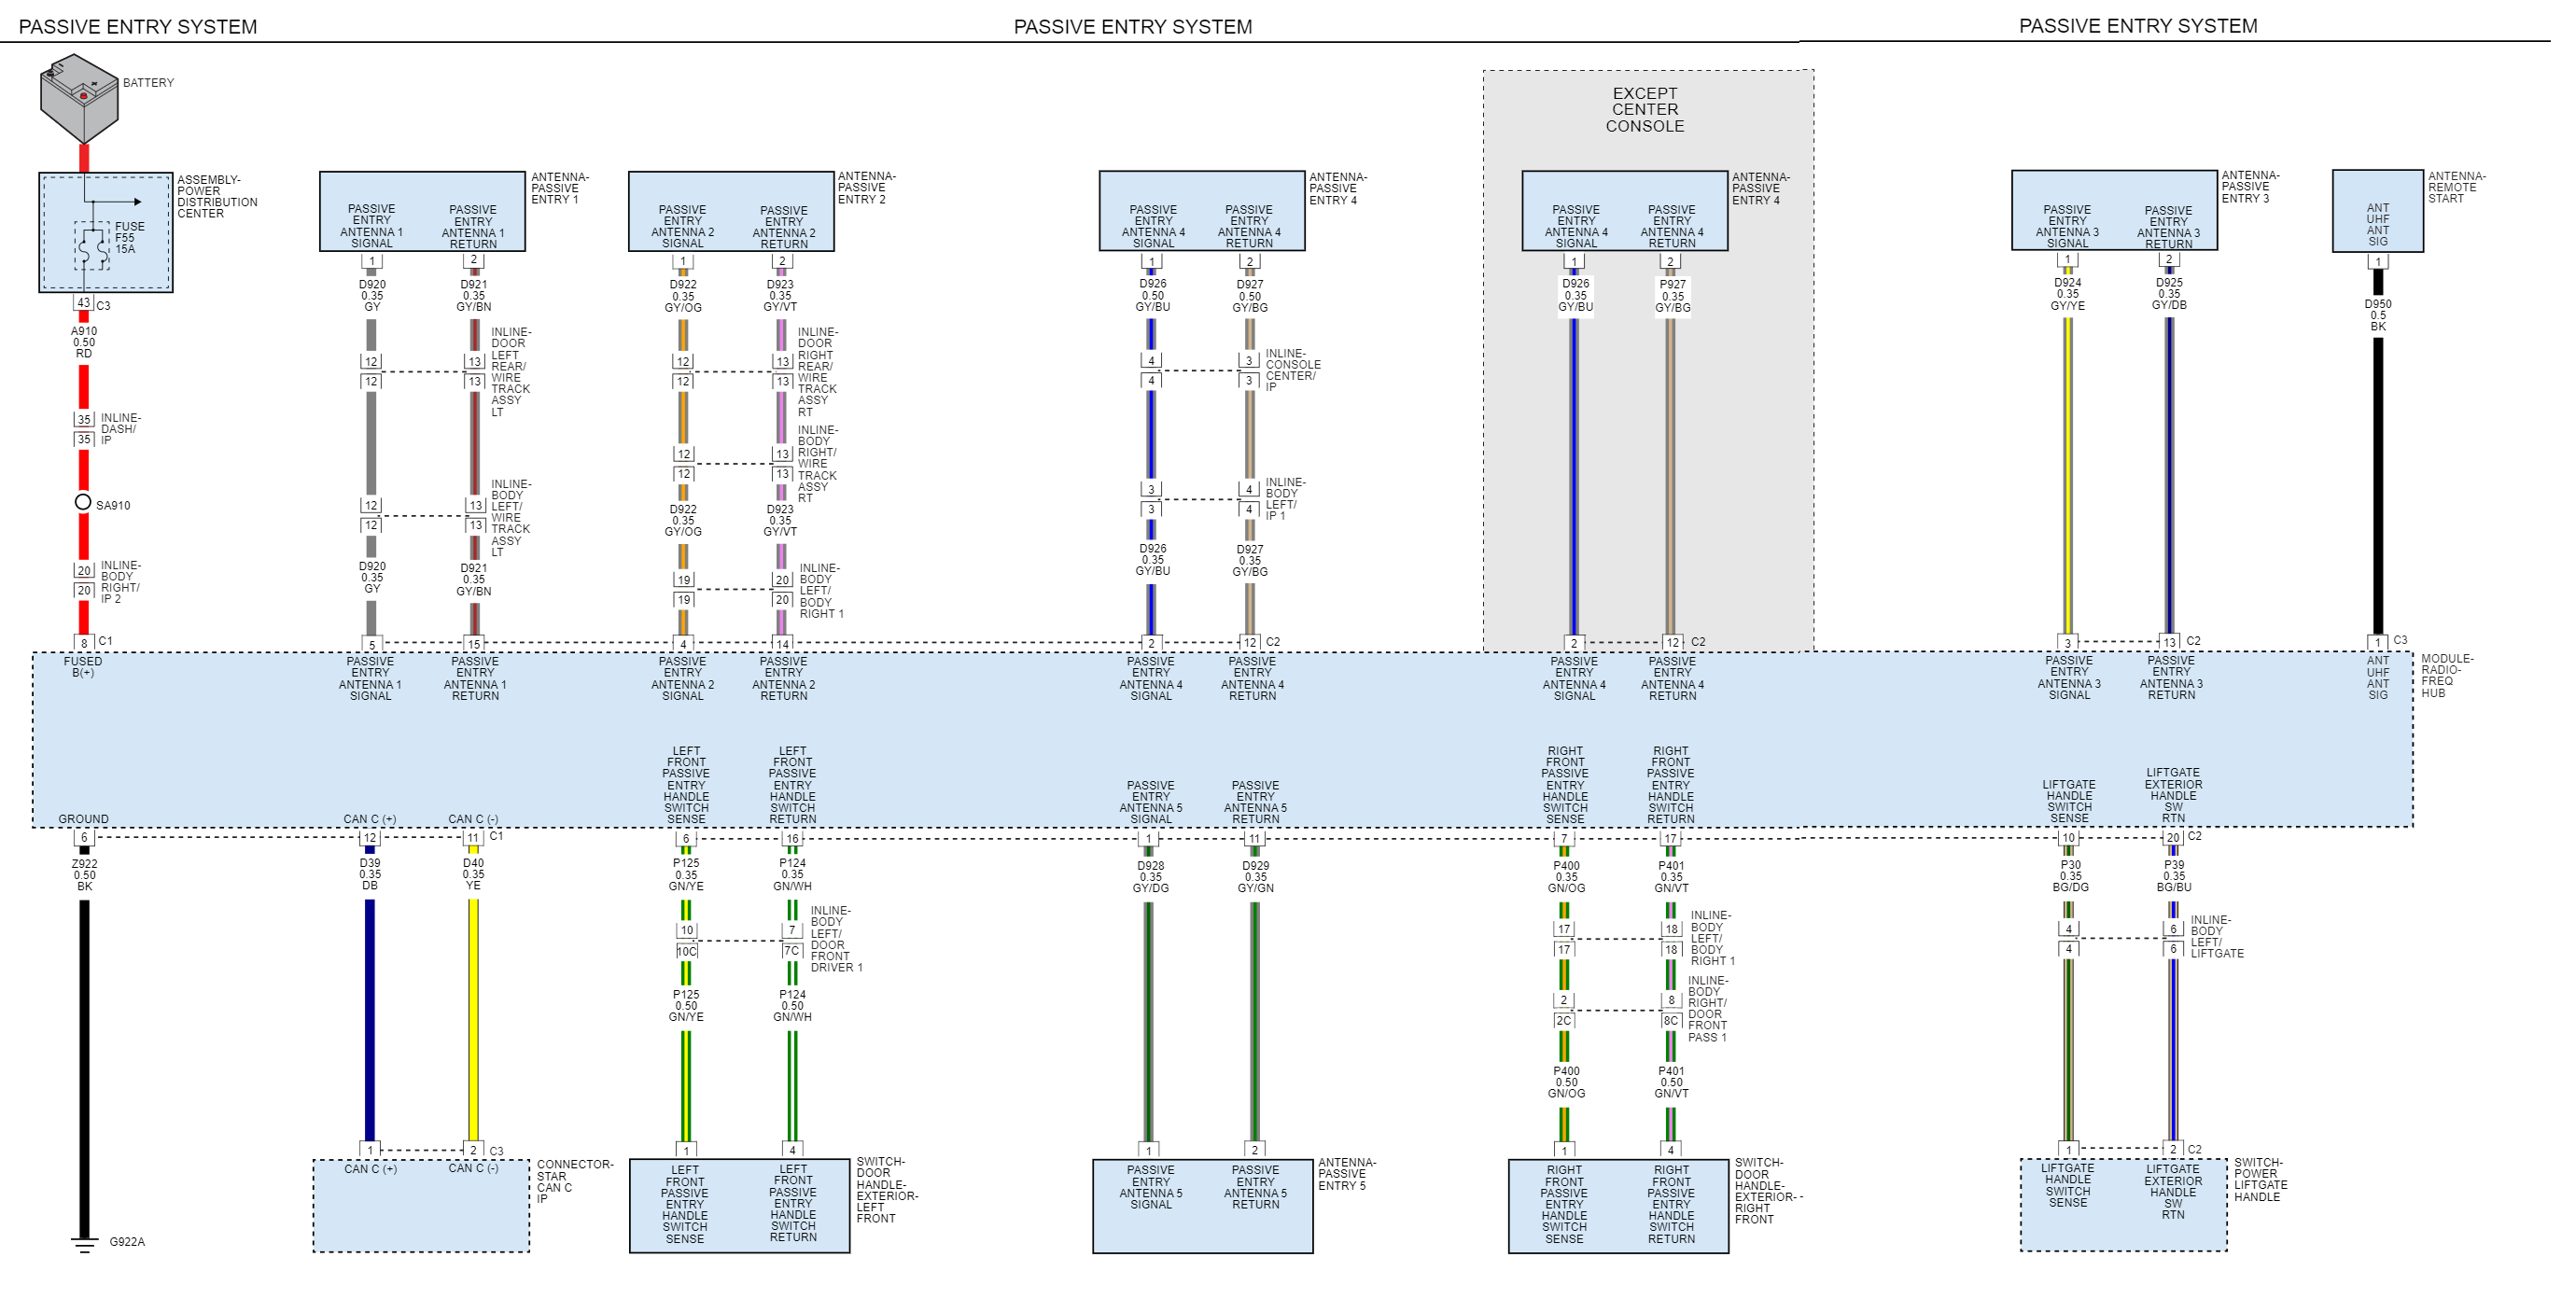 PASSIVE ENTRY SYSTEM
PASSIVE ENTRY SYSTEM
PASSIVE ENTRY SYSTEM
BATTERY
ASSEMBLY-
POWER
DISTRIBUTION
CENTER
FUSE
F55
15A
43 C3
A910
0.50
RD
35
35
INLINE-
DASH/
IP
SA910
20
20
INLINE-
BODY
RIGHT/
IP 2
8 C1
FUSED
B(+)
ANTENNA-
PASSIVE
ENTRY 1
PASSIVE
ENTRY
ANTENNA 1
SIGNAL
PASSIVE
ENTRY
ANTENNA 1
RETURN
1
2
D920
0.35
GY
D921
0.35
GY/BN
INLINE-
DOOR
LEFT
REAR/
WIRE
TRACK
ASSY
LT
12
12
13
13
INLINE-
BODY
LEFT/
WIRE
TRACK
ASSY
LT
12
12
13
13
D920
0.35
GY
D921
0.35
GY/BN
5
15
PASSIVE
ENTRY
ANTENNA 1
SIGNAL
PASSIVE
ENTRY
ANTENNA 1
RETURN
ANTENNA-
PASSIVE
ENTRY 2
PASSIVE
ENTRY
ANTENNA 2
SIGNAL
PASSIVE
ENTRY
ANTENNA 2
RETURN
1
2
D922
0.35
GY/OG
D923
0.35
GY/VT
INLINE-
DOOR
RIGHT
REAR/
WIRE
TRACK
ASSY
RT
12
12
13
13
INLINE-
BODY
RIGHT/
WIRE
TRACK
ASSY
RT
12
12
13
13
D922
0.35
GY/OG
D923
0.35
GY/VT
INLINE-
BODY
LEFT/
BODY
RIGHT 1
19
19
20
20
4
14
PASSIVE
ENTRY
ANTENNA 2
SIGNAL
PASSIVE
ENTRY
ANTENNA 2
RETURN
ANTENNA-
PASSIVE
ENTRY 4
PASSIVE
ENTRY
ANTENNA 4
SIGNAL
PASSIVE
ENTRY
ANTENNA 4
RETURN
1
2
D926
0.50
GY/BU
D927
0.50
GY/BG
INLINE-
CONSOLE
CENTER/
IP
4
4
3
3
INLINE-
BODY
LEFT/
IP 1
3
3
4
4
D926
0.35
GY/BU
D927
0.35
GY/BG
2
12 C2
PASSIVE
ENTRY
ANTENNA 4
SIGNAL
PASSIVE
ENTRY
ANTENNA 4
RETURN
EXCEPT
CENTER
CONSOLE
ANTENNA-
PASSIVE
ENTRY 4
PASSIVE
ENTRY
ANTENNA 4
SIGNAL
PASSIVE
ENTRY
ANTENNA 4
RETURN
1
2
D926
0.35
GY/BU
P927
0.35
GY/BG
2
12 C2
PASSIVE
ENTRY
ANTENNA 4
SIGNAL
PASSIVE
ENTRY
ANTENNA 4
RETURN
ANTENNA-
PASSIVE
ENTRY 3
PASSIVE
ENTRY
ANTENNA 3
SIGNAL
PASSIVE
ENTRY
ANTENNA 3
RETURN
1
2
D924
0.35
GY/YE
D925
0.35
GY/DB
3
13 C2
PASSIVE
ENTRY
ANTENNA 3
SIGNAL
PASSIVE
ENTRY
ANTENNA 3
RETURN
ANTENNA-
REMOTE
START
ANT
UHF
ANT
SIG
1
D950
0.5
BK
1 C3
ANT
UHF
ANT
SIG
MODULE-
RADIO-
FREQ
HUB
GROUND
6
Z922
0.50
BK
G922A
CAN C (+)
CAN C (-)
12
11 C1
D39
0.35
DB
D40
0.35
YE
1
2 C3
CAN C (+)
CAN C (-)
CONNECTOR-
STAR
CAN C
IP
LEFT
FRONT
PASSIVE
ENTRY
HANDLE
SWITCH
SENSE
LEFT
FRONT
PASSIVE
ENTRY
HANDLE
SWITCH
RETURN
6
16
P125
0.35
GN/YE
P124
0.35
GN/WH
10
10C
7
7C
INLINE-
BODY
LEFT/
DOOR
FRONT
DRIVER 1
P125
0.50
GN/YE
P124
0.50
GN/WH
1
4
LEFT
FRONT
PASSIVE
ENTRY
HANDLE
SWITCH
SENSE
LEFT
FRONT
PASSIVE
ENTRY
HANDLE
SWITCH
RETURN
SWITCH-
DOOR
HANDLE-
EXTERIOR-
LEFT
FRONT
PASSIVE
ENTRY
ANTENNA 5
SIGNAL
PASSIVE
ENTRY
ANTENNA 5
RETURN
1
11
D928
0.35
GY/DG
D929
0.35
GY/GN
1
2
PASSIVE
ENTRY
ANTENNA 5
SIGNAL
PASSIVE
ENTRY
ANTENNA 5
RETURN
ANTENNA-
PASSIVE
ENTRY 5
RIGHT
FRONT
PASSIVE
ENTRY
HANDLE
SWITCH
SENSE
RIGHT
FRONT
PASSIVE
ENTRY
HANDLE
SWITCH
RETURN
7
17
P400
0.35
GN/OG
P401
0.35
GN/VT
17
17
18
18
INLINE-
BODY
LEFT/
BODY
RIGHT 1
2
2C
8
8C
INLINE-
BODY
RIGHT/
DOOR
FRONT
PASS 1
P400
0.50
GN/OG
P401
0.50
GN/VT
1
4
RIGHT
FRONT
PASSIVE
ENTRY
HANDLE
SWITCH
SENSE
RIGHT
FRONT
PASSIVE
ENTRY
HANDLE
SWITCH
RETURN
SWITCH-
DOOR
HANDLE-
EXTERIOR- -
RIGHT
FRONT
LIFTGATE
HANDLE
SWITCH
SENSE
LIFTGATE
EXTERIOR
HANDLE
SW
RTN
10
20 C2
P30
0.35
BG/DG
P39
0.35
BG/BU
4
4
6
6
INLINE-
BODY
LEFT/
LIFTGATE
1
2 C2
LIFTGATE
HANDLE
SWITCH
SENSE
LIFTGATE
EXTERIOR
HANDLE
SW
RTN
SWITCH-
POWER
LIFTGATE
HANDLE